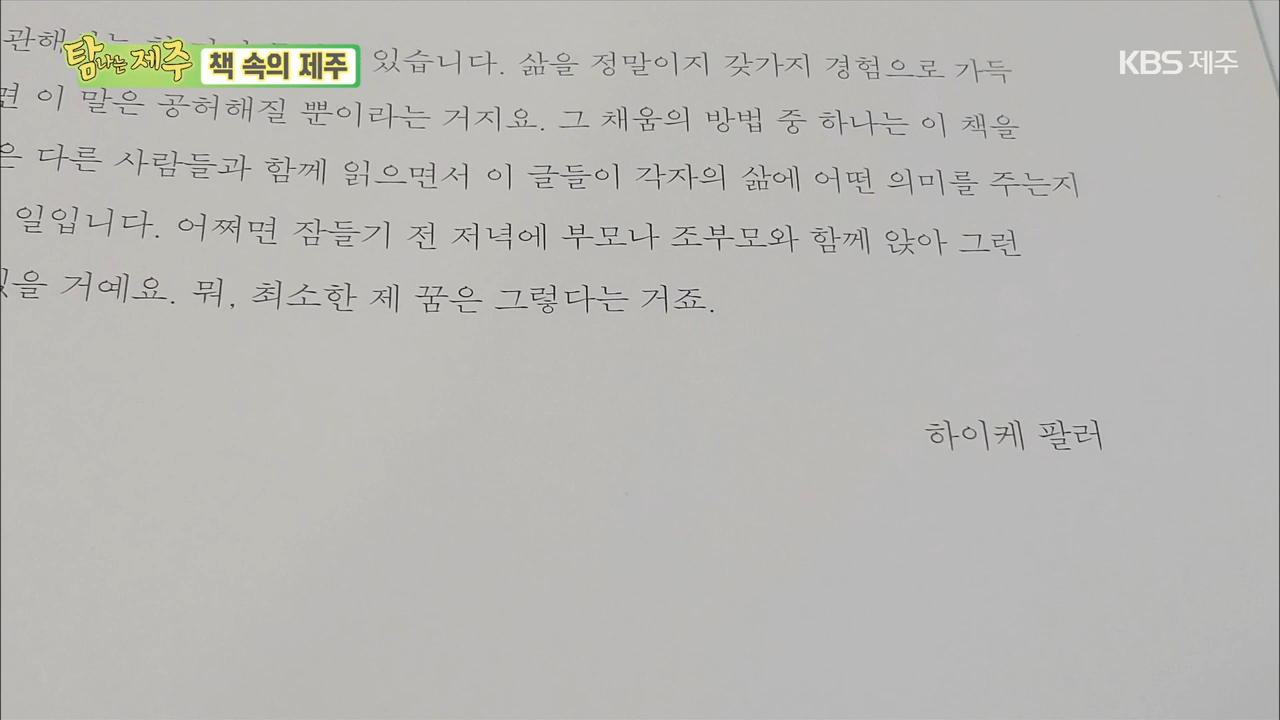 탐나는 제주 책 속의 제주
KBS 제주
있습니다. 삶을 정말이지 갖가지 경험으로 가득
이 말은 공허해질 뿐이라는 거지요. 그 채움의 방법 중 하나는 이 책을
다른 사람들과 함께 읽으면서 이 글들이 각자의 삶에 어떤 의미를 주는지
일입니다. 어쩌면 잠들기 전 저녁에 부모나 조부모와 함께 앉아 그런
거예요. 뭐, 최소한 제 꿈은 그렇다는 거죠.
하이케 팔러